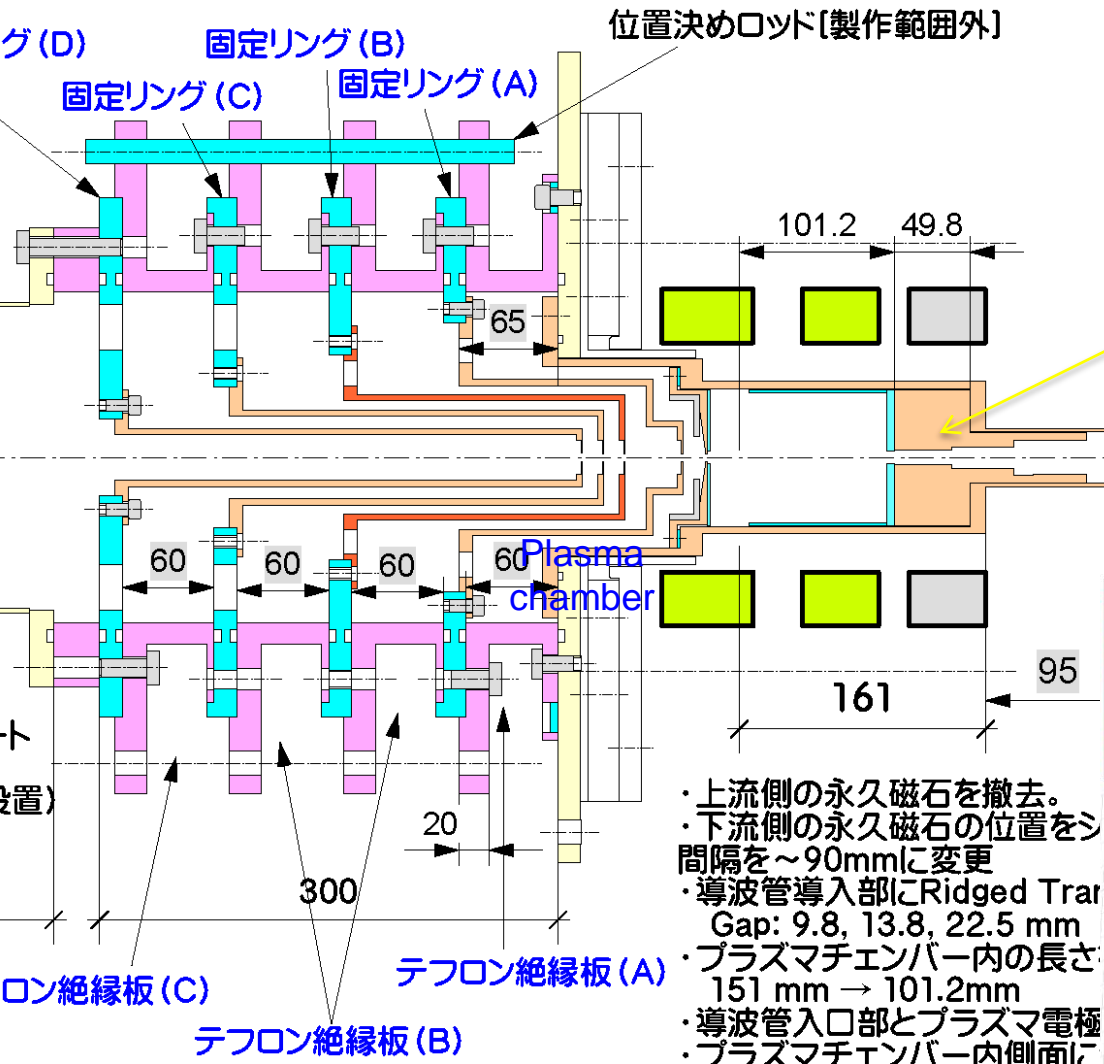 位置決めロッド[製作範囲外]
グ(D)
固定リング(B)
固定リング(C)
固定リング(A)
101.2
49.8
65
60
60
60
60
Plasma
chamber
95
161
ート
設置)
20
300
・上流側の永久磁石を撤去。
・下流側の永久磁石の位置をシ
間隔を～90mmに変更
・導波管導入部にRidged Tran
Gap: 9.8, 13.8, 22.5 mm
・プラズマチェンバー内の長さ
151 mm → 101.2mm
・導波管入口部とプラズマ電極
・プラズマチェンバー内側面に
テフロン絶縁板(A)
ロン絶縁板(C)
テフロン絶縁板(B)